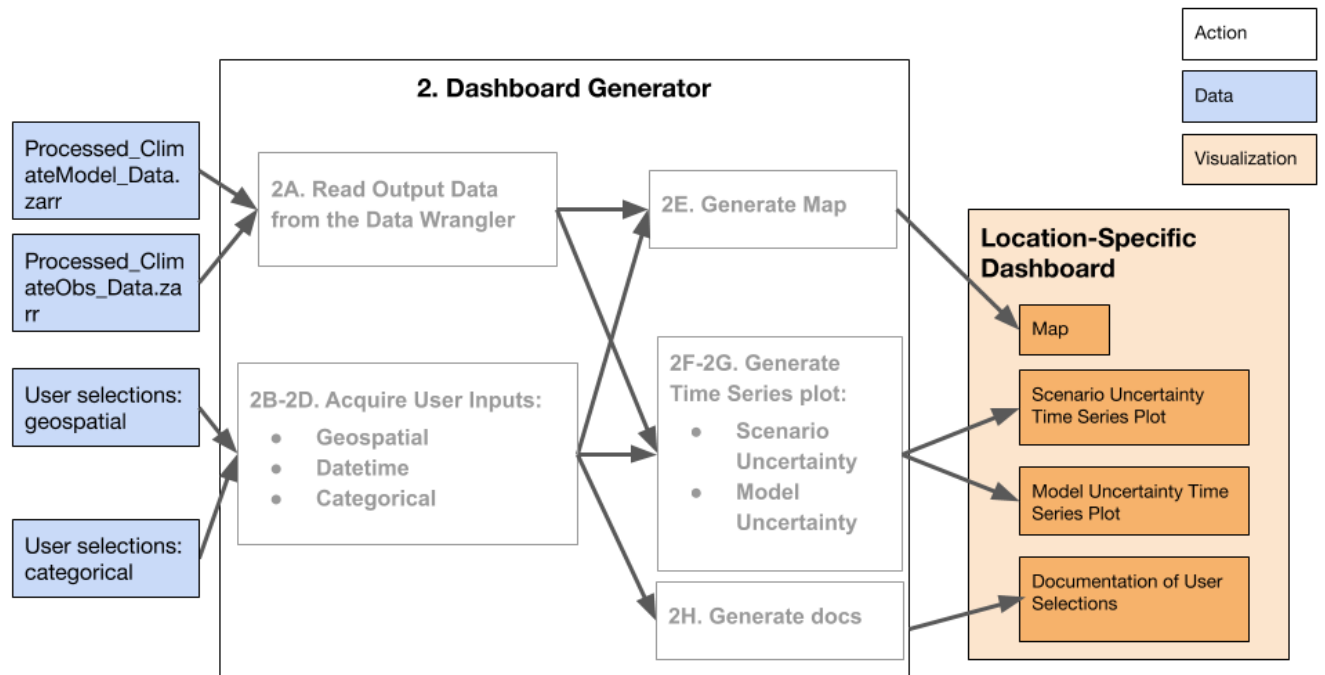 Action
Data
Visualization
2. Dashboard Generator
Processed_Clim
ateModel_Data.
zarr
Processed_Clim
ateObs_Data.za
rr
User selections:
geospatial
User selections:
categorical
2A. Read Output Data
from the Data Wrangler
2B-2D. Acquire User Inputs:
● Geospatial
● Datetime
● Categorical
2E. Generate Map
2F-2G. Generate
Time Series plot:
● Scenario
Uncertainty
● Model
Uncertainty
2H. Generate docs
Location-Specific
Dashboard
Map
Scenario Uncertainty
Time Series Plot
Model Uncertainty Time
Series Plot
Documentation of User
Selections